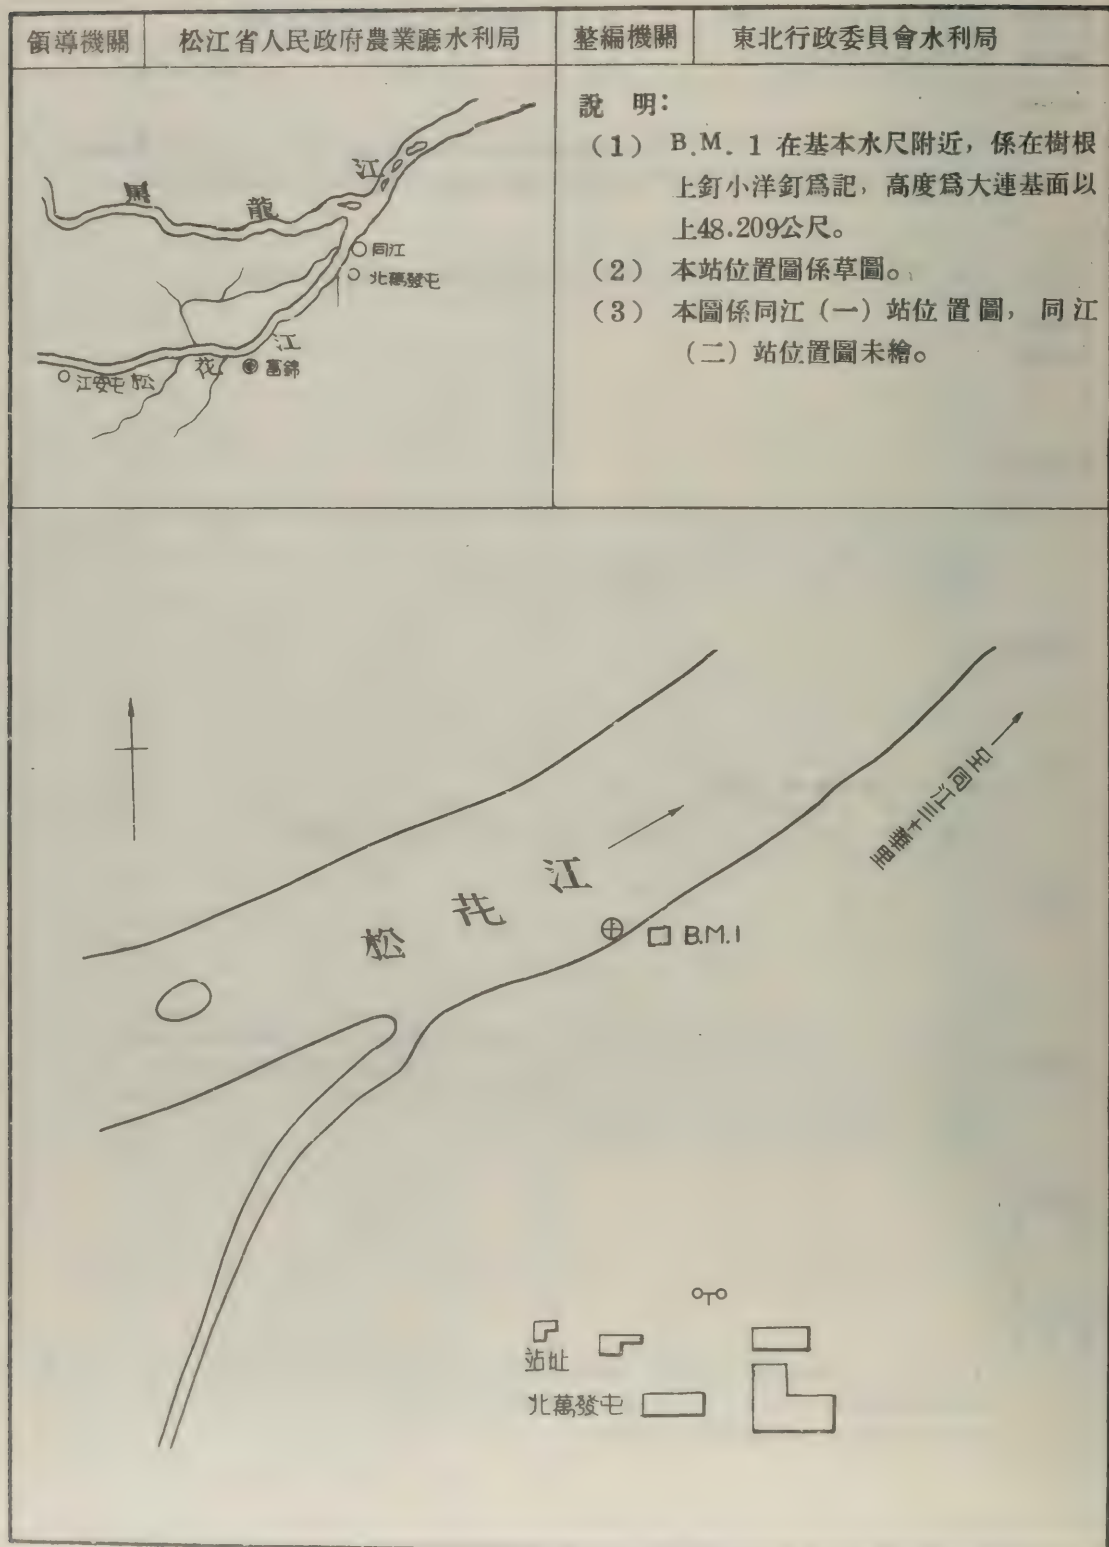 領導機關 松江省人民政府農業廳水利局 整編機關 東北行政委員會水利局
說 明：
（1） B.M. 1 在基本水尺附近，係在樹根
上釘小洋釘爲記，高度爲大連基面以
上48.209公尺。
（2） 本站位置圖係草圖。
（3） 本圖係同江（一）站位置圖，同江
（二）站位置圖未繪。
黑龍江
同江
北萬發屯
松花江
富錦
江安屯
至同江三十華里
松花江
B.M.1
站址
北萬發屯